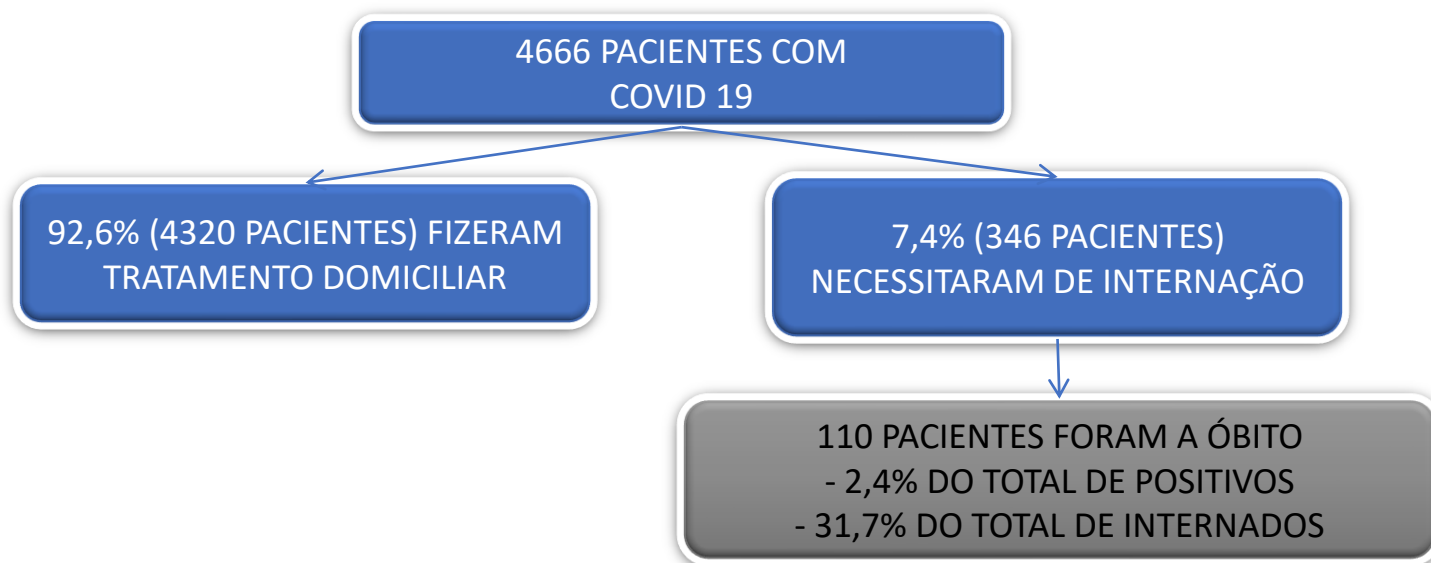 4666 PACIENTES COM
COVID 19
92,6% (4320 PACIENTES) FIZERAM
TRATAMENTO DOMICILIAR
7,4% (346 PACIENTES)
NECESSITARAM DE INTERNAÇÃO
110 PACIENTES FORAM A ÓBITO
- 2,4% DO TOTAL DE POSITIVOS
- 31,7% DO TOTAL DE INTERNADOS